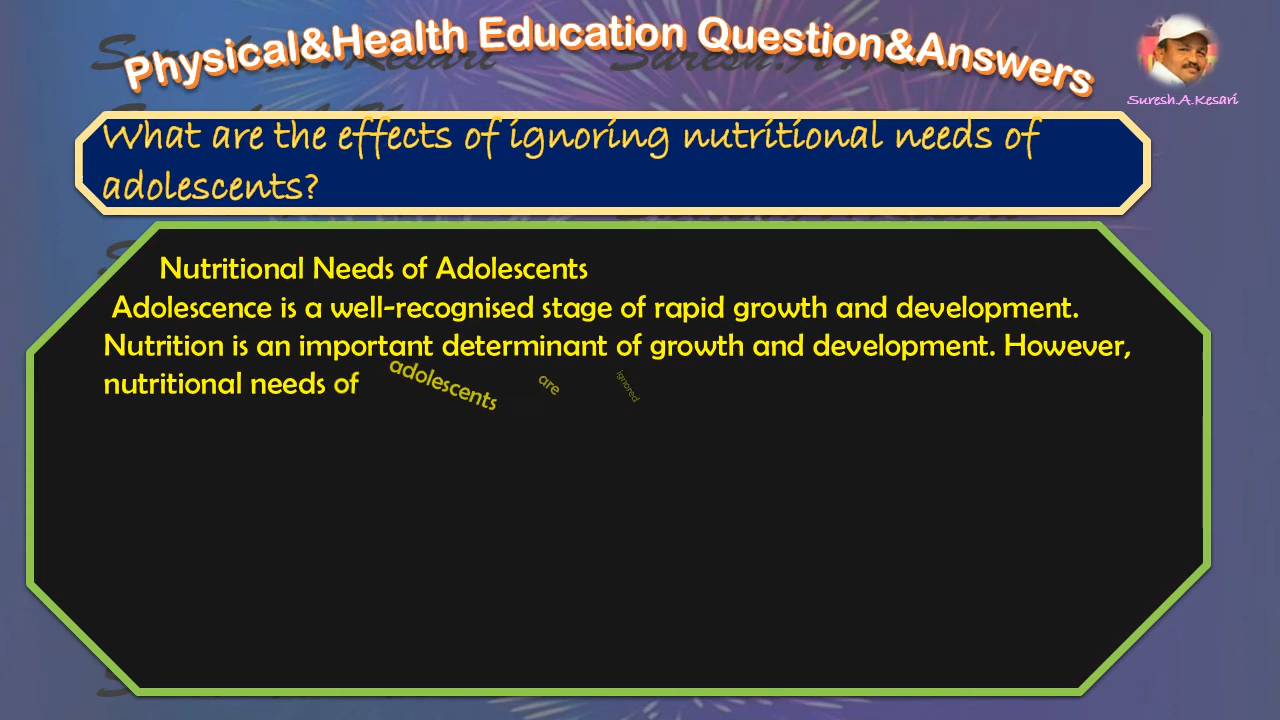 Physical&Health Education Question&Answers
Suresh.A.Kesari
What are the effects of ignoring nutritional needs of
adolescents?
Nutritional Needs of Adolescents
Adolescence is a well-recognised stage of rapid growth and development.
Nutrition is an important determinant of growth and development. However,
nutritional needs of adolescents are ignored